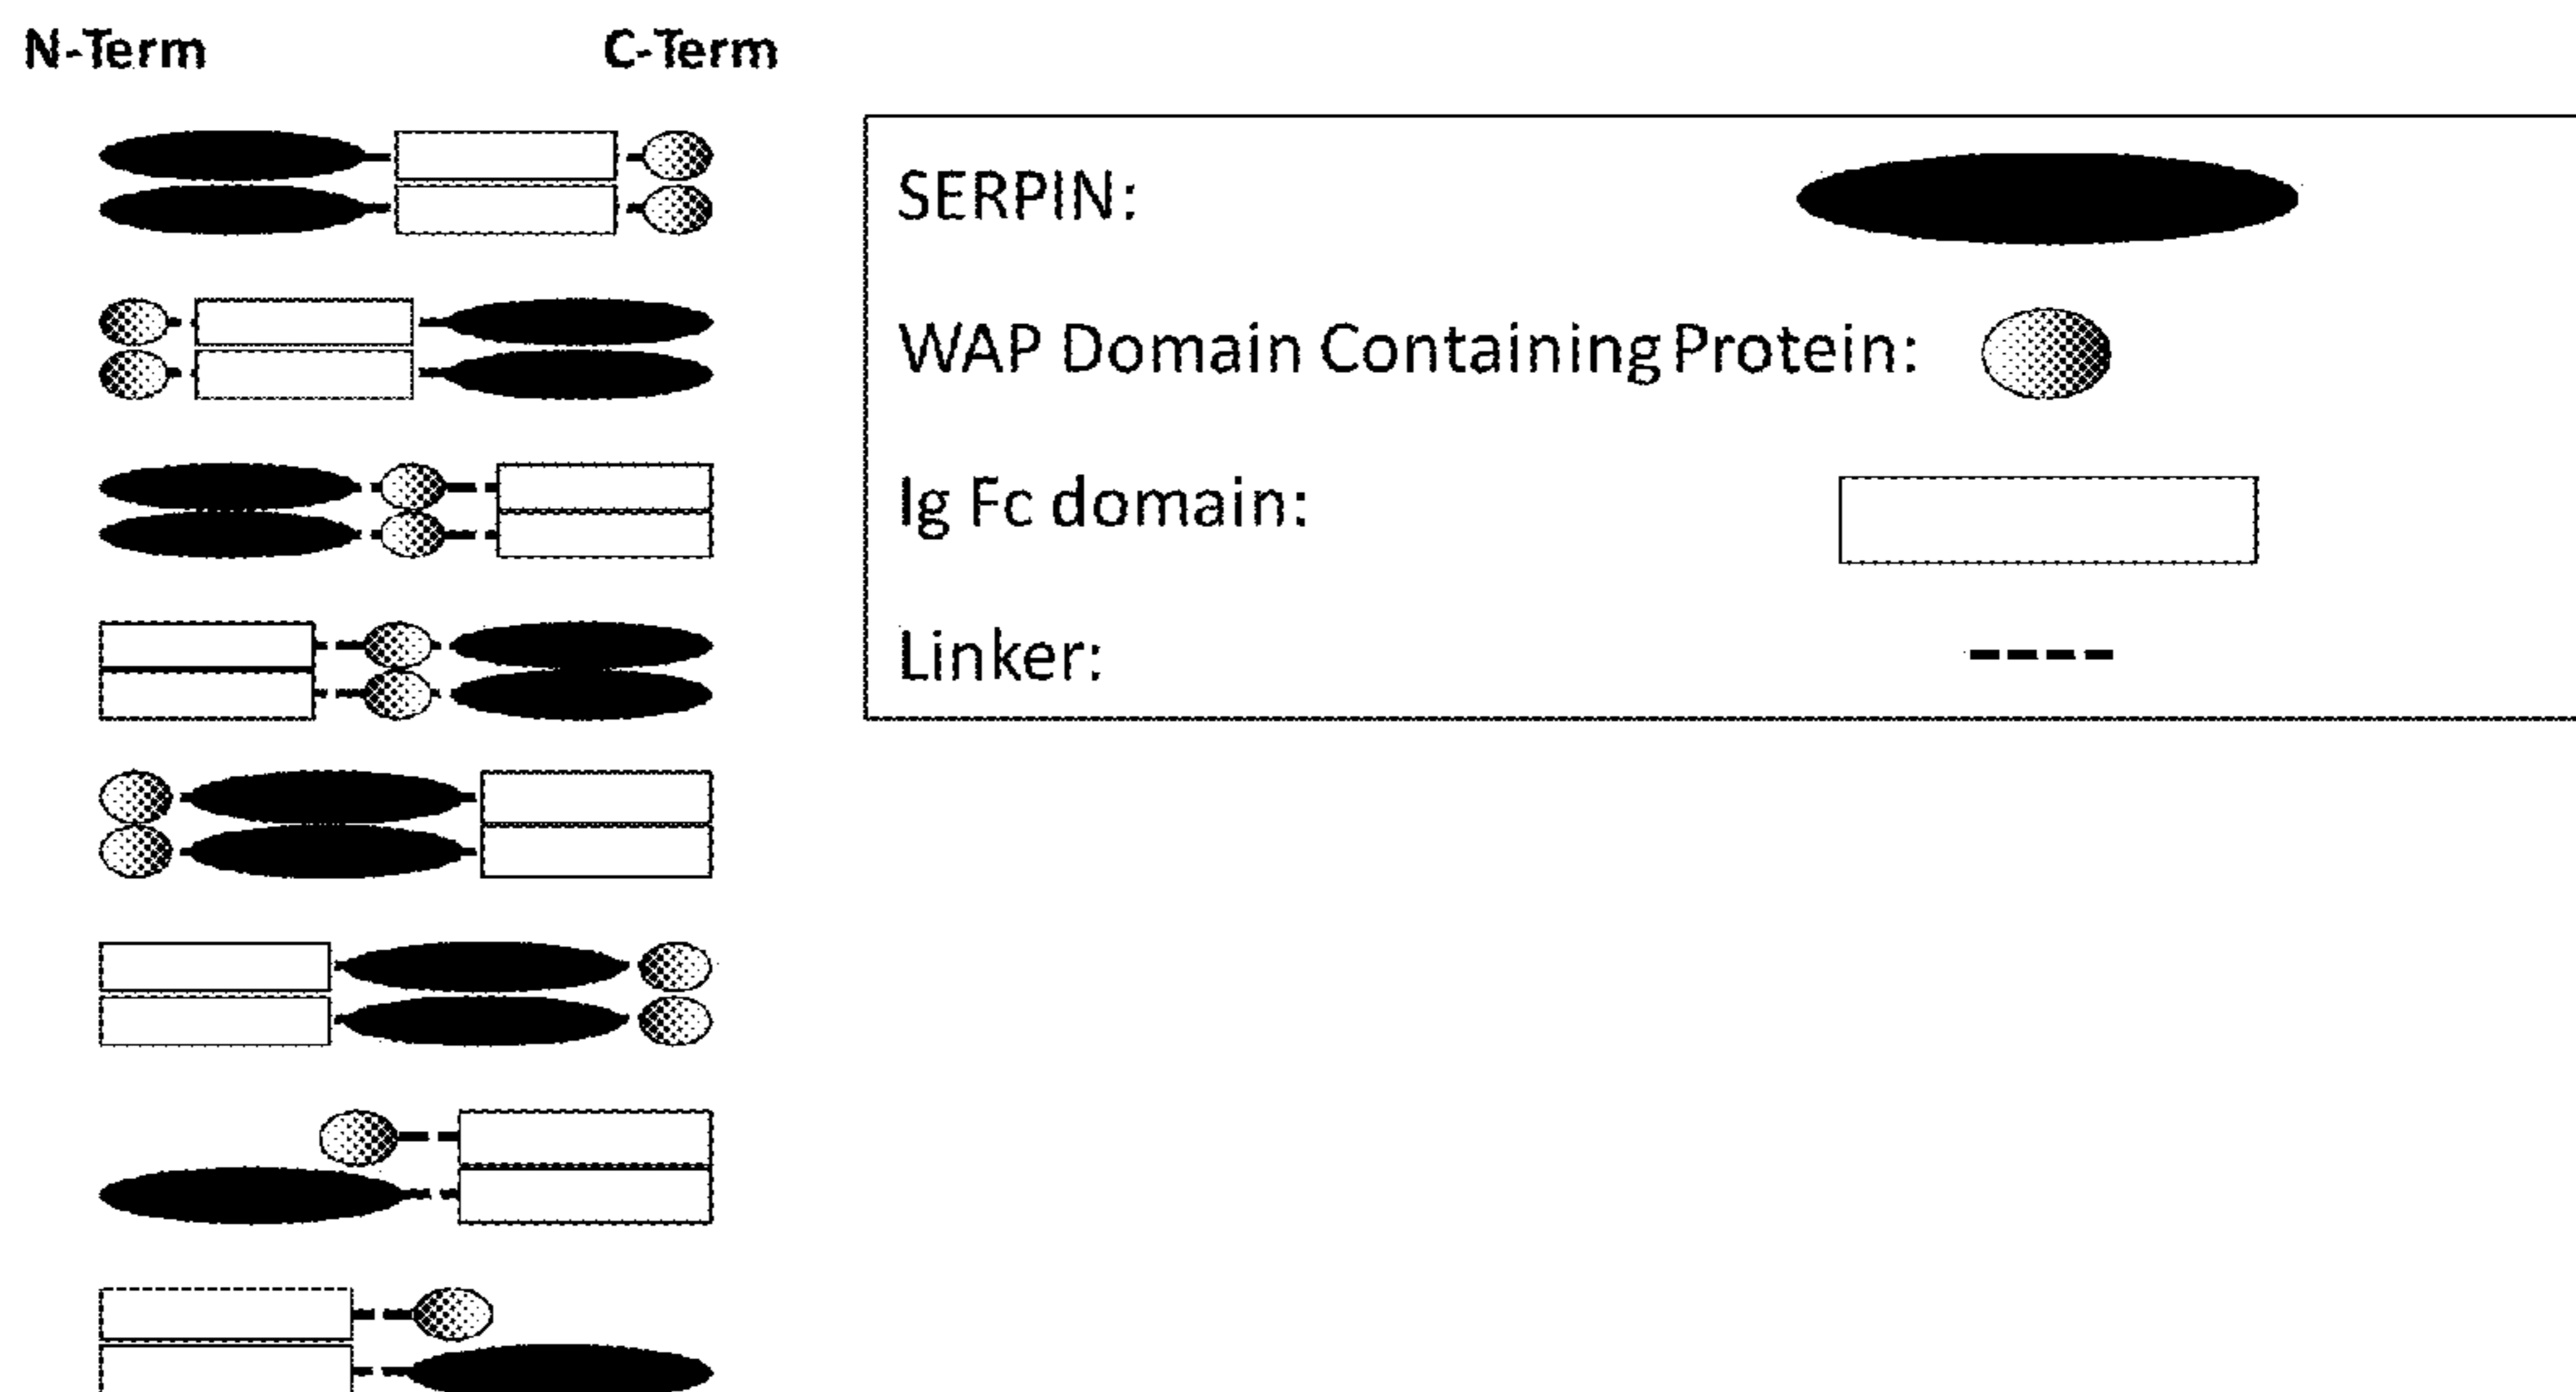 N-Term C-Term
SERPIN:
WAP Domain Containing Protein:
Ig Fc domain:
Linker: